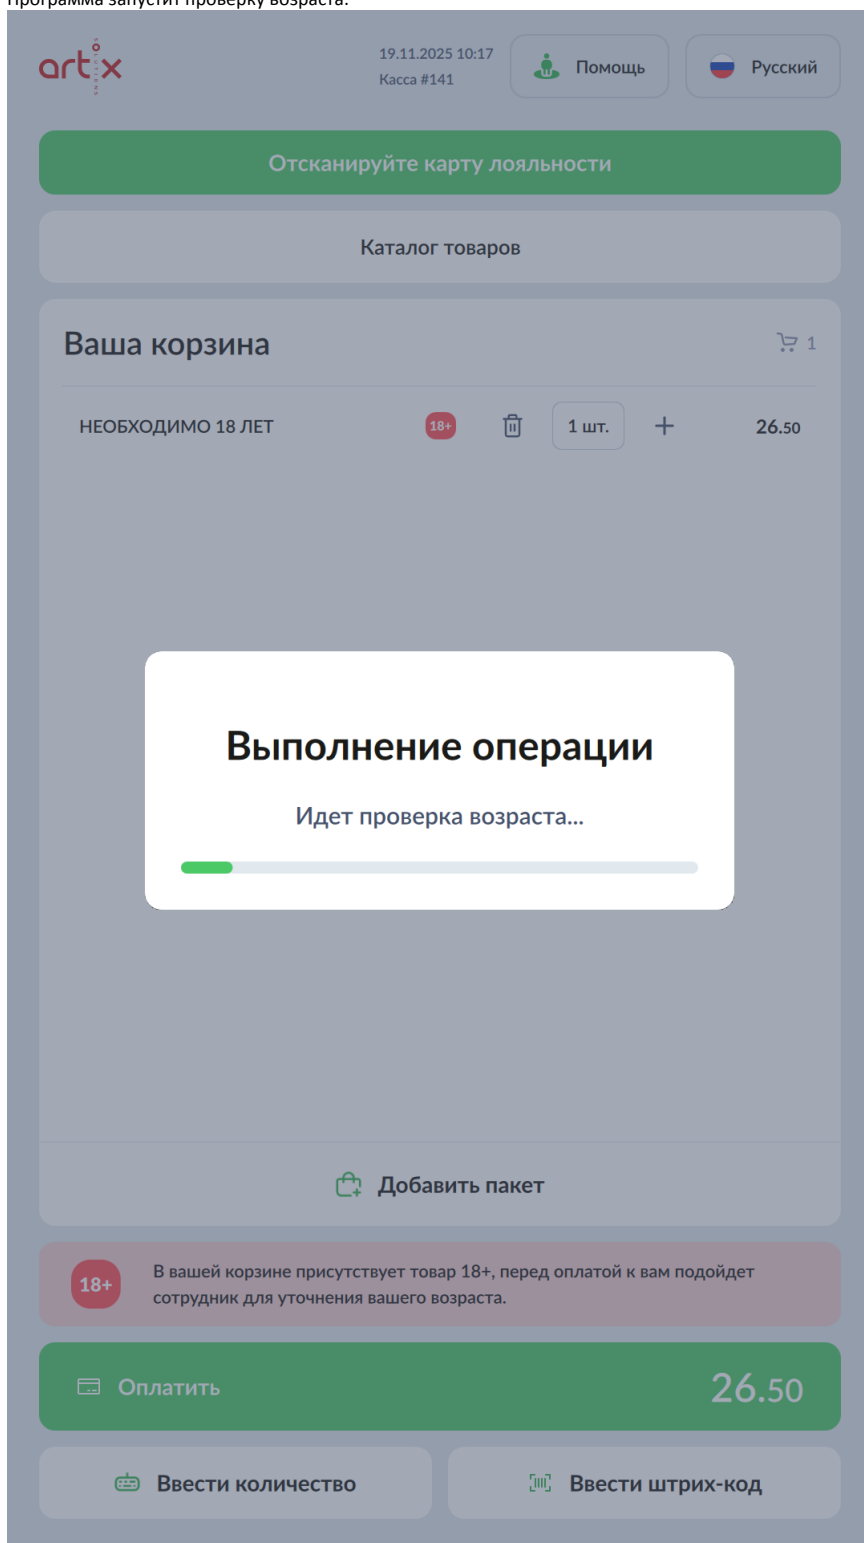 Программа запустит проверку возраста.
artix
19.11.2025 10:17
Касса #141
Помощь
Русский
Отсканируйте карту лояльности
Каталог товаров
Ваша корзина
1
НЕОБХОДИМО 18 ЛЕТ 18+ 1 шт. + 26.50
Выполнение операции
Идет проверка возраста...
Добавить пакет
18+
В вашей корзине присутствует товар 18+, перед оплатой к вам подойдет
сотрудник для уточнения вашего возраста.
Оплатить 26.50
Ввести количество
Ввести штрих-код